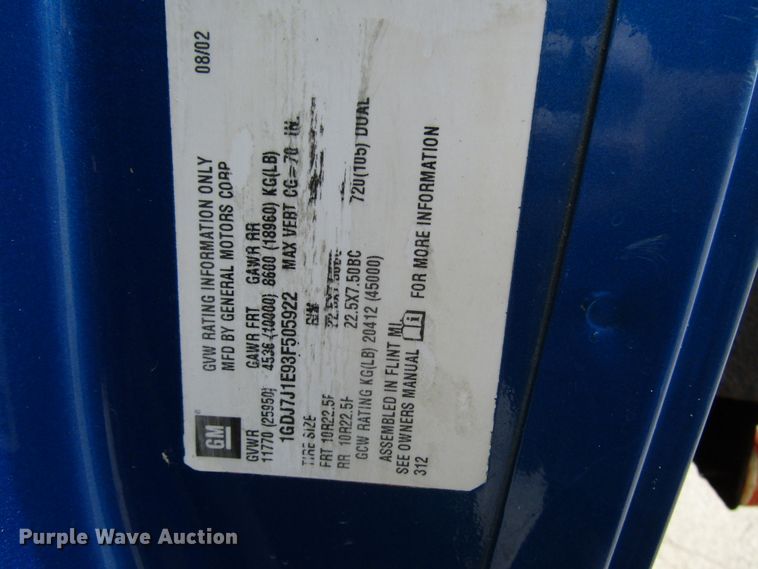 08/02
GVW RATING INFORMATION ONLY
MFD BY GENERAL MOTORS CORP
GM
GVWR GAWR FRT GAWR RR
11770 (25950) 4536 (10000) 8600 (18960) KG(LB)
1GDJ7J1E93F505922 MAX VERT CG=70 IN.
TIRE SIZE RIM
FRT 10R22.5F
RR 10R22.5F 22.5X7.50BC 720(105) DUAL
GCW RATING KG(LB) 20412 (45000)
ASSEMBLED IN FLINT MI
SEE OWNERS MANUAL FOR MORE INFORMATION
312
Purple Wave Auction